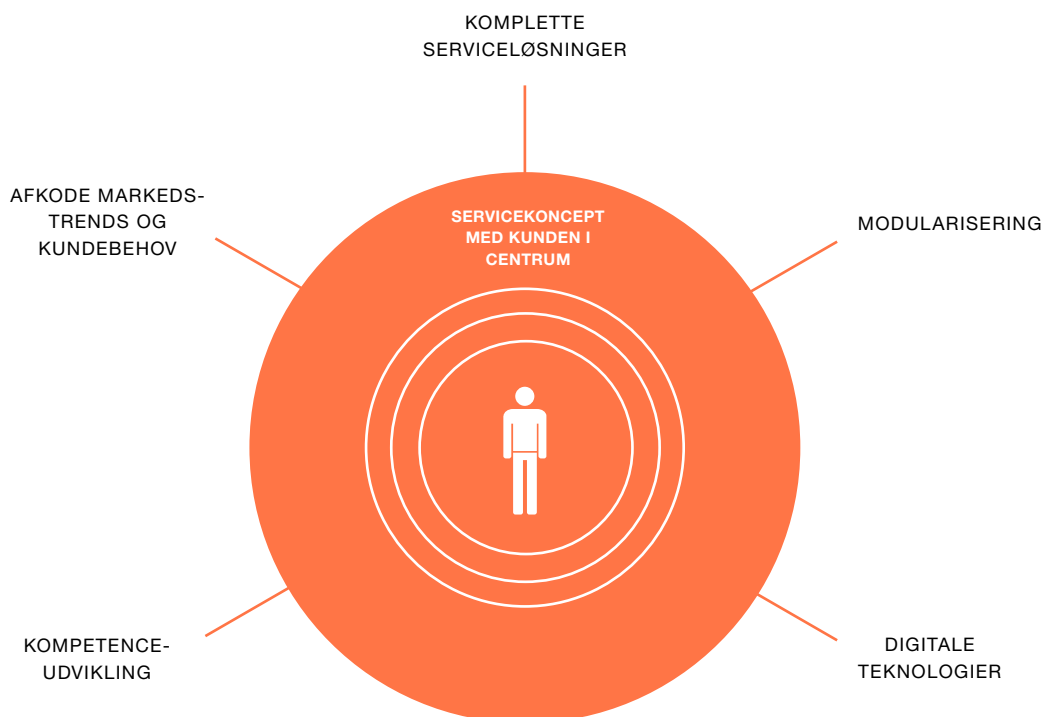 KOMPLETTE
SERVICELØSNINGER
AFKODE MARKEDS-
TRENDS OG
KUNDEBEHOV
SERVICEKONCEPT
MED KUNDEN I
CENTRUM
MODULARISERING
KOMPETENCE-
UDVIKLING
DIGITALE
TEKNOLOGIER